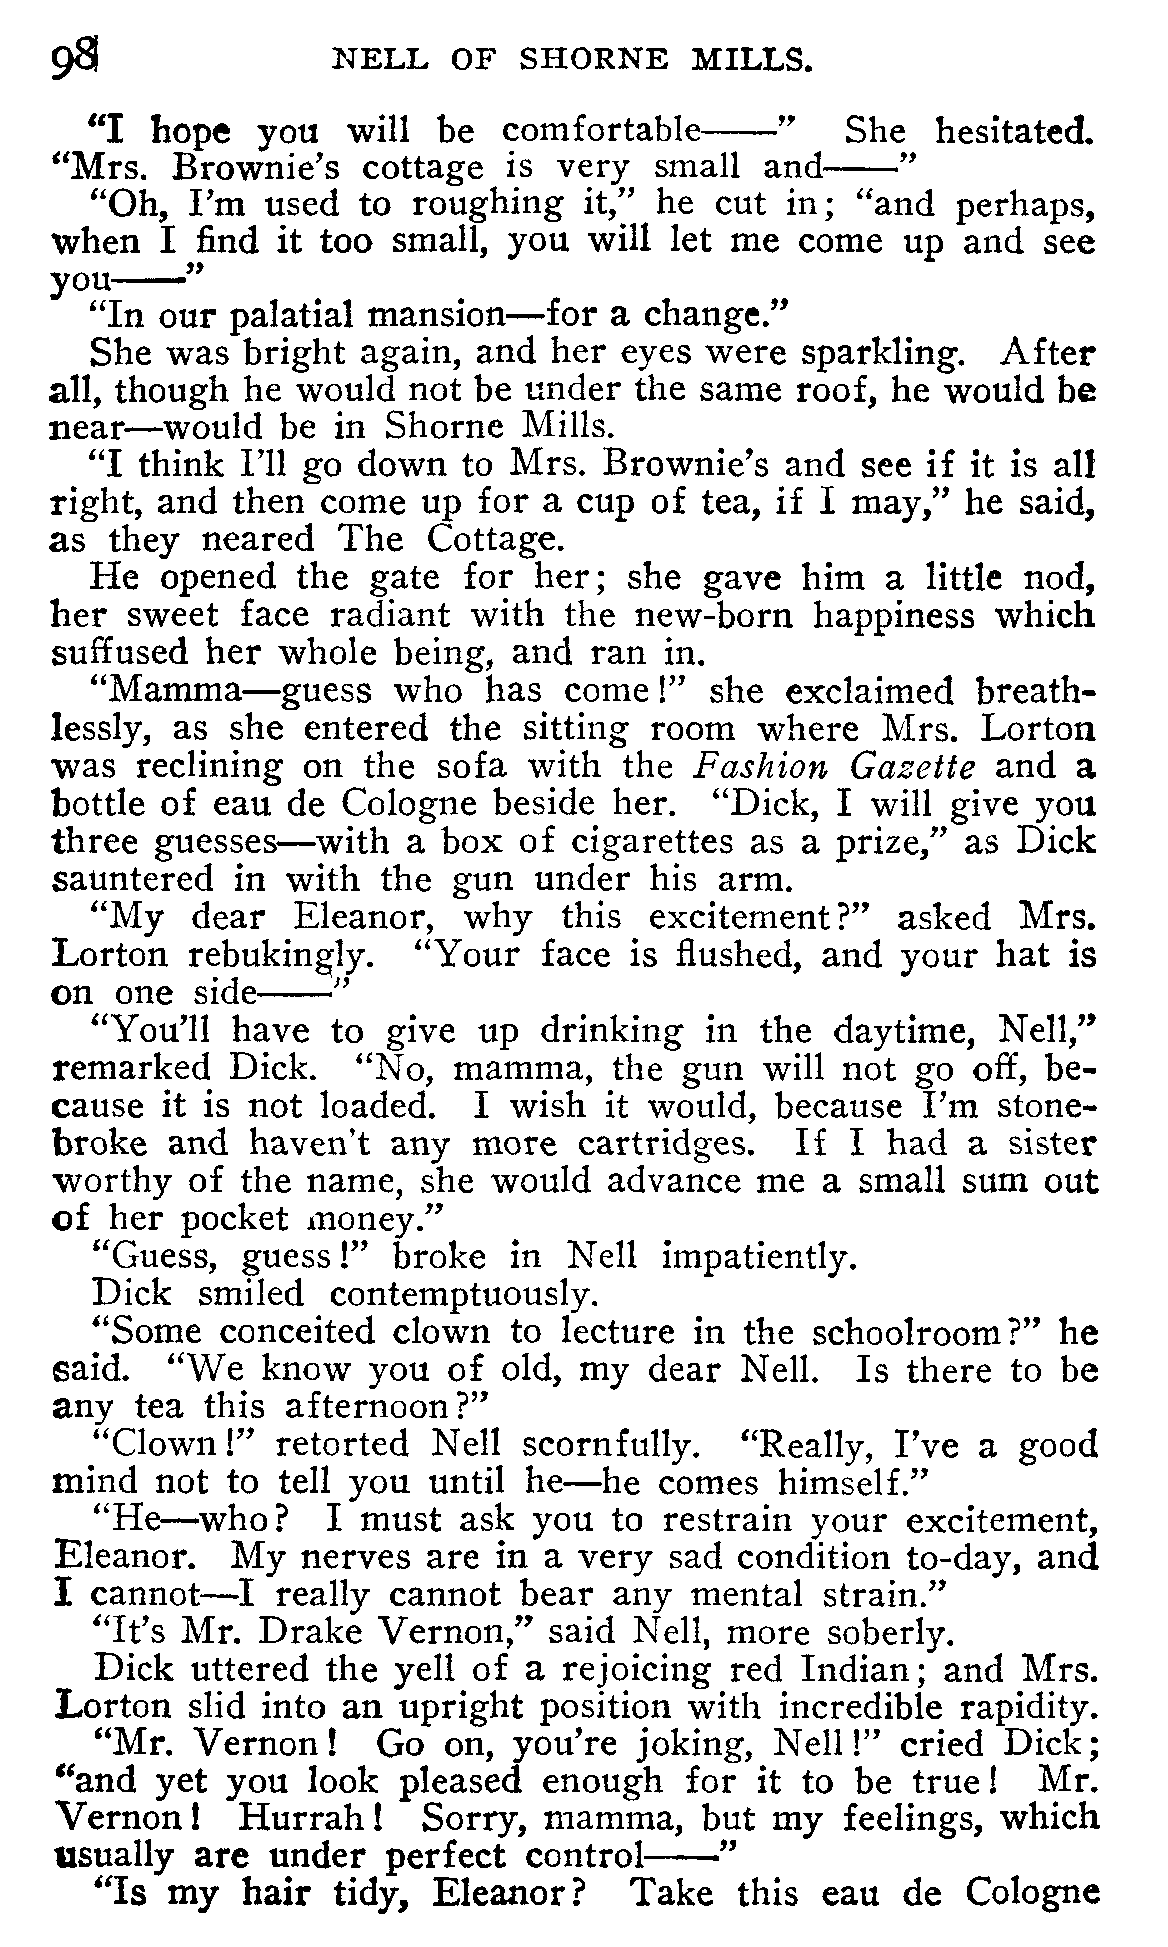 98 NELL OF SHORNE MILLS.
“I hope you will be comfortable——” She hesitated.
“Mrs. Brownie’s cottage is very small and——”
“Oh, I’m used to roughing it,” he cut in; “and perhaps,
when I find it too small, you will let me come up and see
you——”
“In our palatial mansion—for a change.”
She was bright again, and her eyes were sparkling. After
all, though he would not be under the same roof, he would be
near—would be in Shorne Mills.
“I think I’ll go down to Mrs. Brownie’s and see if it is all
right, and then come up for a cup of tea, if I may,” he said,
as they neared The Cottage.
He opened the gate for her; she gave him a little nod,
her sweet face radiant with the new-born happiness which
suffused her whole being, and ran in.
“Mamma—guess who has come!” she exclaimed breath-
lessly, as she entered the sitting room where Mrs. Lorton
was reclining on the sofa with the Fashion Gazette and a
bottle of eau de Cologne beside her. “Dick, I will give you
three guesses—with a box of cigarettes as a prize,” as Dick
sauntered in with the gun under his arm.
“My dear Eleanor, why this excitement?” asked Mrs.
Lorton rebukingly. “Your face is flushed, and your hat is
on one side——”
“You’ll have to give up drinking in the daytime, Nell,”
remarked Dick. “No, mamma, the gun will not go off, be-
cause it is not loaded. I wish it would, because I’m stone-
broke and haven’t any more cartridges. If I had a sister
worthy of the name, she would advance me a small sum out
of her pocket money.”
“Guess, guess!” broke in Nell impatiently.
Dick smiled contemptuously.
“Some conceited clown to lecture in the schoolroom?” he
said. “We know you of old, my dear Nell. Is there to be
any tea this afternoon?”
“Clown!” retorted Nell scornfully. “Really, I’ve a good
mind not to tell you until he—he comes himself.”
“He—who? I must ask you to restrain your excitement,
Eleanor. My nerves are in a very sad condition to-day, and
I cannot—I really cannot bear any mental strain.”
“It’s Mr. Drake Vernon,” said Nell, more soberly.
Dick uttered the yell of a rejoicing red Indian; and Mrs.
Lorton slid into an upright position with incredible rapidity.
“Mr. Vernon! Go on, you’re joking, Nell!” cried Dick;
“and yet you look pleased enough for it to be true! Mr.
Vernon! Hurrah! Sorry, mamma, but my feelings, which
usually are under perfect control——”
“Is my hair tidy, Eleanor? Take this eau de Cologne